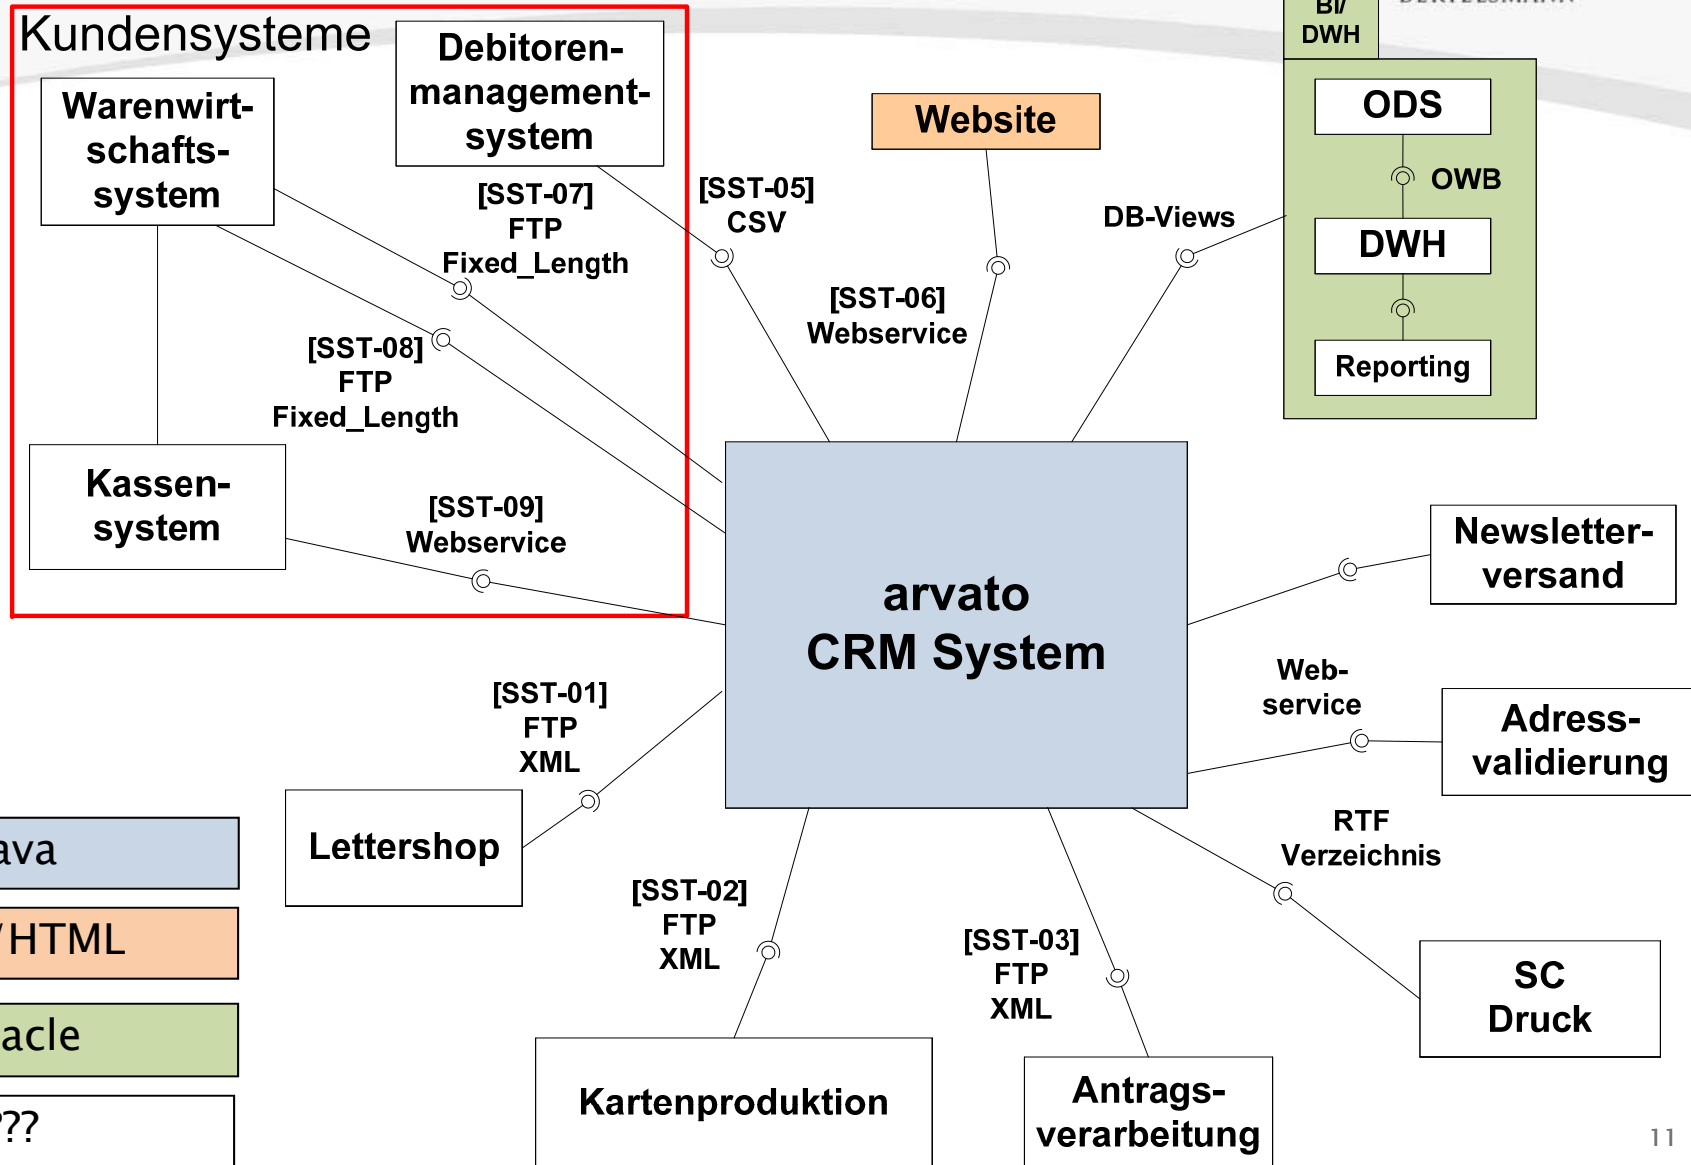 Kundensysteme
Debitoren-
management-
system
Warenwirt-
schafts-
system
BI/
DWH
ODS
OWB
DWH
Reporting
Website
[SST-07]
FTP
Fixed_Length
[SST-05]
CSV
DB-Views
[SST-06]
Webservice
[SST-08]
FTP
Fixed_Length
Kassen-
system
[SST-09]
Webservice
arvato
CRM System
Newsletter-
versand
Web-
service
Adress-
validierung
[SST-01]
FTP
XML
Lettershop
RTF
Verzeichnis
[SST-02]
FTP
XML
[SST-03]
FTP
XML
SC
Druck
Kartenproduktion
Antrags-
verarbeitung
ava
/HTML
acle
???
11